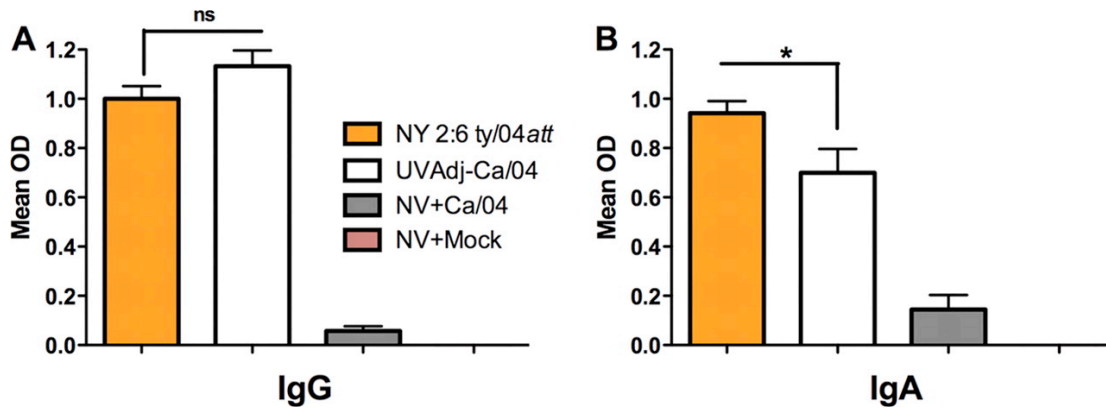 A
ns
Mean OD
1.2
1.0
0.8
0.6
0.4
0.2
0.0
NY 2:6 ty/04att
UVAdj-Ca/04
NV+Ca/04
NV+Mock
IgG
B
*
Mean OD
1.2
1.0
0.8
0.6
0.4
0.2
0.0
IgA